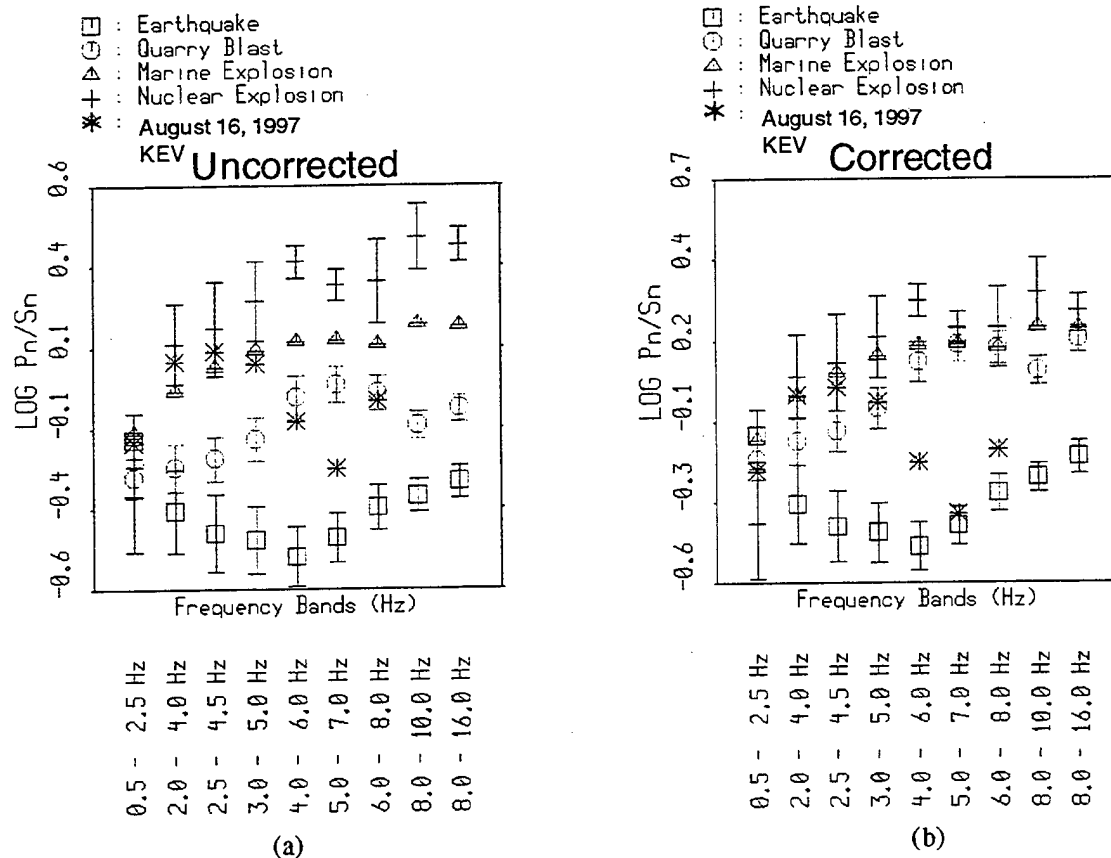 : Earthquake
: Quarry Blast
: Marine Explosion
: Nuclear Explosion
: August 16, 1997
KEV
Uncorrected
LOG Pn/Sn
0.6
0.4
0.1
-0.1
-0.4
-0.6
Frequency Bands (Hz)
0.5 - 2.5 Hz
2.0 - 4.0 Hz
2.5 - 4.5 Hz
3.0 - 5.0 Hz
4.0 - 6.0 Hz
5.0 - 7.0 Hz
6.0 - 8.0 Hz
8.0 - 10.0 Hz
8.0 - 16.0 Hz
(a)
: Earthquake
: Quarry Blast
: Marine Explosion
: Nuclear Explosion
: August 16, 1997
KEV
Corrected
LOG Pn/Sn
0.7
0.4
0.2
-0.1
-0.3
-0.6
Frequency Bands (Hz)
0.5 - 2.5 Hz
2.0 - 4.0 Hz
2.5 - 4.5 Hz
3.0 - 5.0 Hz
4.0 - 6.0 Hz
5.0 - 7.0 Hz
6.0 - 8.0 Hz
8.0 - 10.0 Hz
8.0 - 16.0 Hz
(b)